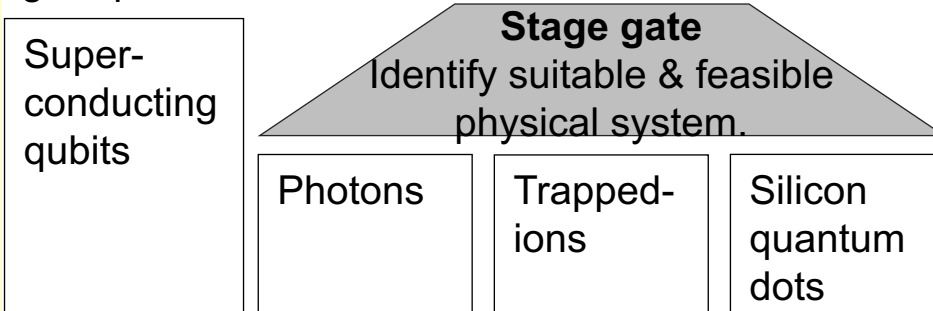 Super-
conducting
qubits
Stage gate
Identify suitable & feasible
physical system.
Photons
Trapped-
ions
Silicon
quantum
dots